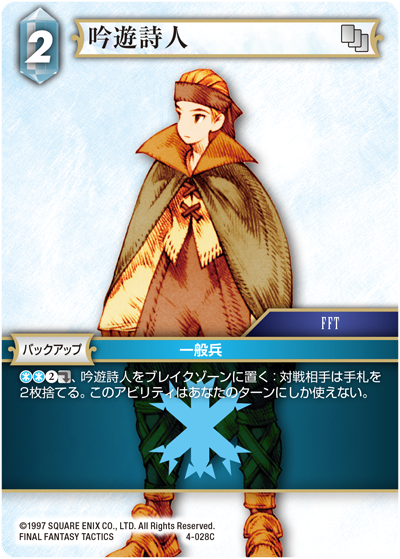 2 吟遊詩人
FFT
バックアップ 一般兵
氷氷2、吟遊詩人をブレイクゾーンに置く：対戦相手は手札を
2枚捨てる。このアビリティはあなたのターンにしか使えない。
©1997 SQUARE ENIX CO., LTD. All Rights Reserved.
FINAL FANTASY TACTICS 4-028C